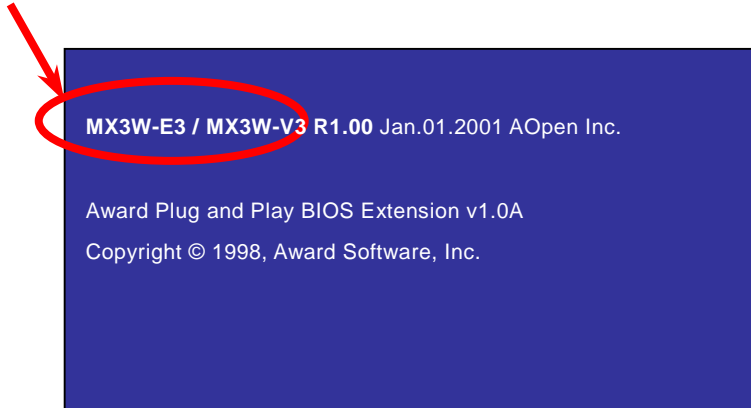 MX3W-E3 / MX3W-V3 R1.00 Jan.01.2001 AOpen Inc.
Award Plug and Play BIOS Extension v1.0A
Copyright © 1998, Award Software, Inc.